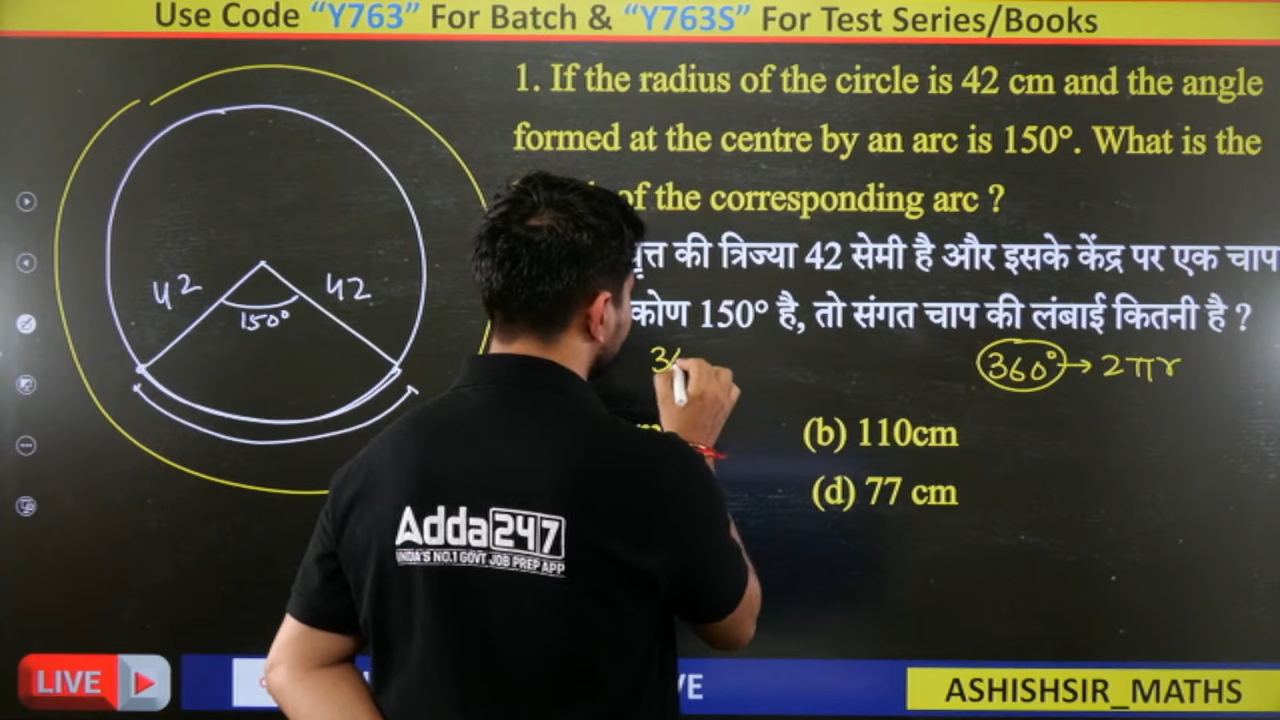 Use Code “Y763” For Batch & “Y763S” For Test Series/Books
1. If the radius of the circle is 42 cm and the angle
formed at the centre by an arc is 150°. What is the
of the corresponding arc ?
की त्रिज्या 42 सेमी है और इसके केंद्र पर एक चाप
कोण 150° है, तो संगत चाप की लंबाई कितनी है ?
42
42
150°
360° → 2πr
(b) 110cm
(d) 77 cm
Adda247
INDIA'S NO.1 GOVT JOB PREP APP
LIVE
ASHISHSIR_MATHS